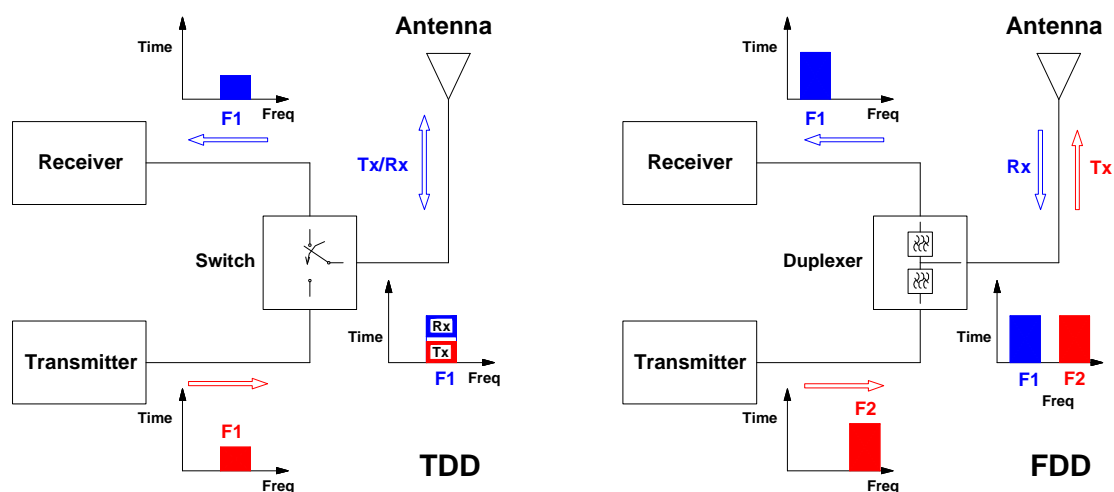 Antenna
Time
Freq
F1
Receiver
Tx/Rx
Switch
Time
Rx
Tx
F1
Freq
Transmitter
Time
F1
Freq
TDD
Antenna
Time
Freq
F1
Receiver
Rx
Tx
Duplexer
Time
F1
F2
Freq
Transmitter
Time
F2
Freq
FDD